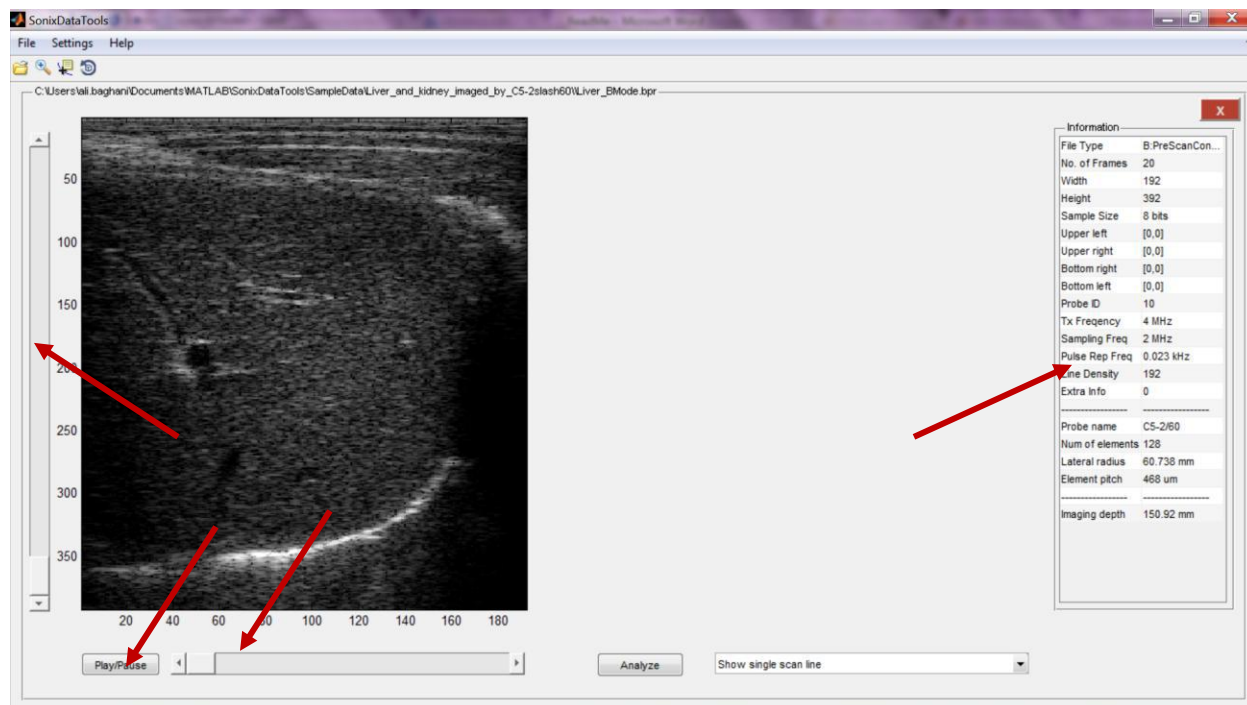 SonixDataTools
ReadMe - Microsoft Word
File Settings Help
C:\Users\ali.baghani\Documents\MATLAB\SonixDataTools\SampleData\Liver_and_kidney_imaged_by_C5-2slash60\\Liver_BMode.bpr
X
Information
File Type B:PreScanCon...
No. of Frames 20
Width 192
Height 392
Sample Size 8 bits
Upper left [0,0]
Upper right [0,0]
Bottom right [0,0]
Bottom left [0,0]
Probe ID 10
Tx Freqency 4 MHz
Sampling Freq 2 MHz
Pulse Rep Freq 0.023 kHz
Line Density 192
Extra Info 0
----------------- -----------------
Probe name C5-2/60
Num of elements 128
Lateral radius 60.738 mm
Element pitch 468 um
----------------- -----------------
Imaging depth 150.92 mm
50
100
150
200
250
300
350
20 40 60 80 100 120 140 160 180
Play/Pause Analyze Show single scan line